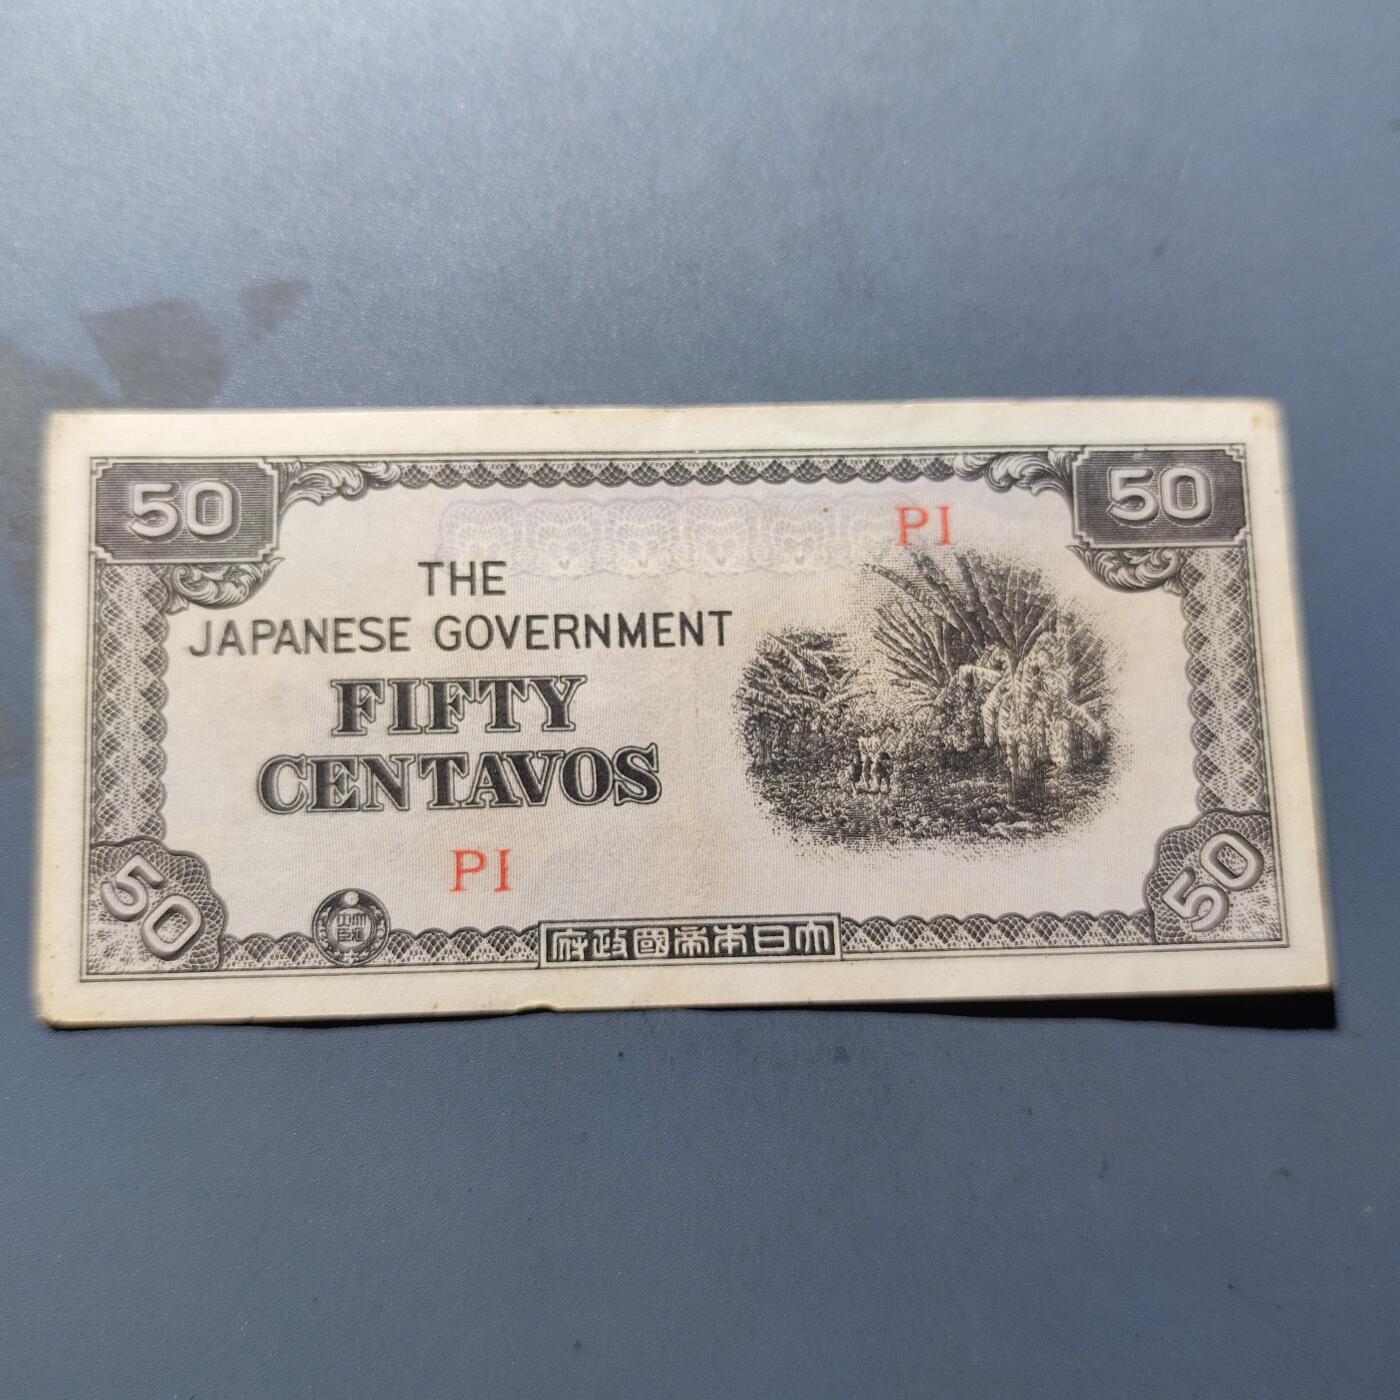 50
50
PI
THE
JAPANESE GOVERNMENT
FIFTY
CENTAVOS
PI
50
50
府政國帝本日大